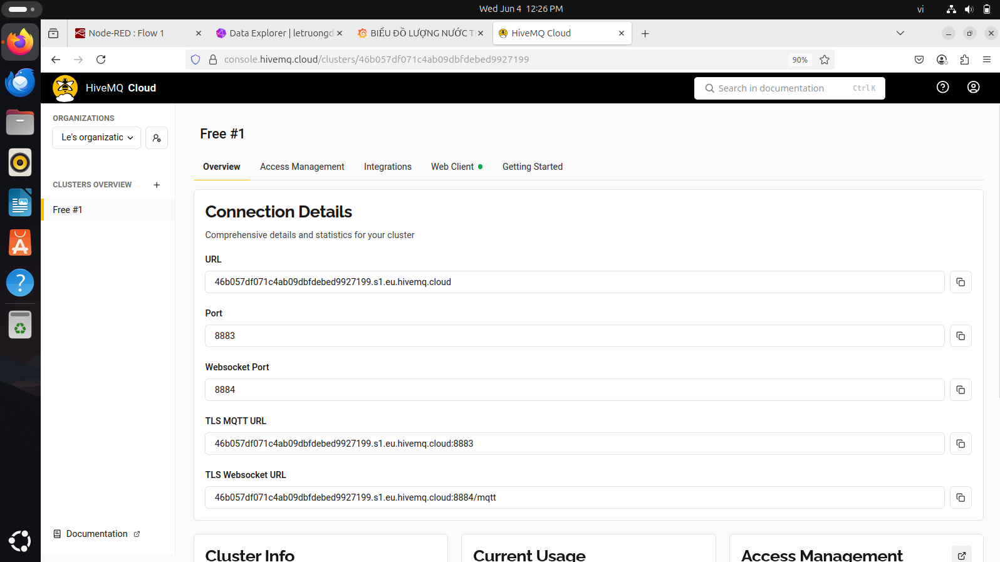 Wed Jun 4 12:26 PM
vi
Node-RED : Flow 1
Data Explorer | letruongd
BIỂU ĐỒ LƯỢNG NƯỚC T
HiveMQ Cloud
console.hivemq.cloud/clusters/46b057df071c4ab09dbfdebed9927199
90%
HiveMQ Cloud
Search in documentation
Ctrl K
ORGANIZATIONS
Le's organizatio
CLUSTERS OVERVIEW
Free #1
Documentation
Free #1
Overview
Access Management
Integrations
Web Client
Getting Started
Connection Details
Comprehensive details and statistics for your cluster
URL
46b057df071c4ab09dbfdebed9927199.s1.eu.hivemq.cloud
Port
8883
Websocket Port
8884
TLS MQTT URL
46b057df071c4ab09dbfdebed9927199.s1.eu.hivemq.cloud:8883
TLS Websocket URL
46b057df071c4ab09dbfdebed9927199.s1.eu.hivemq.cloud:8884/mqtt
Cluster Info
Current Usage
Access Management